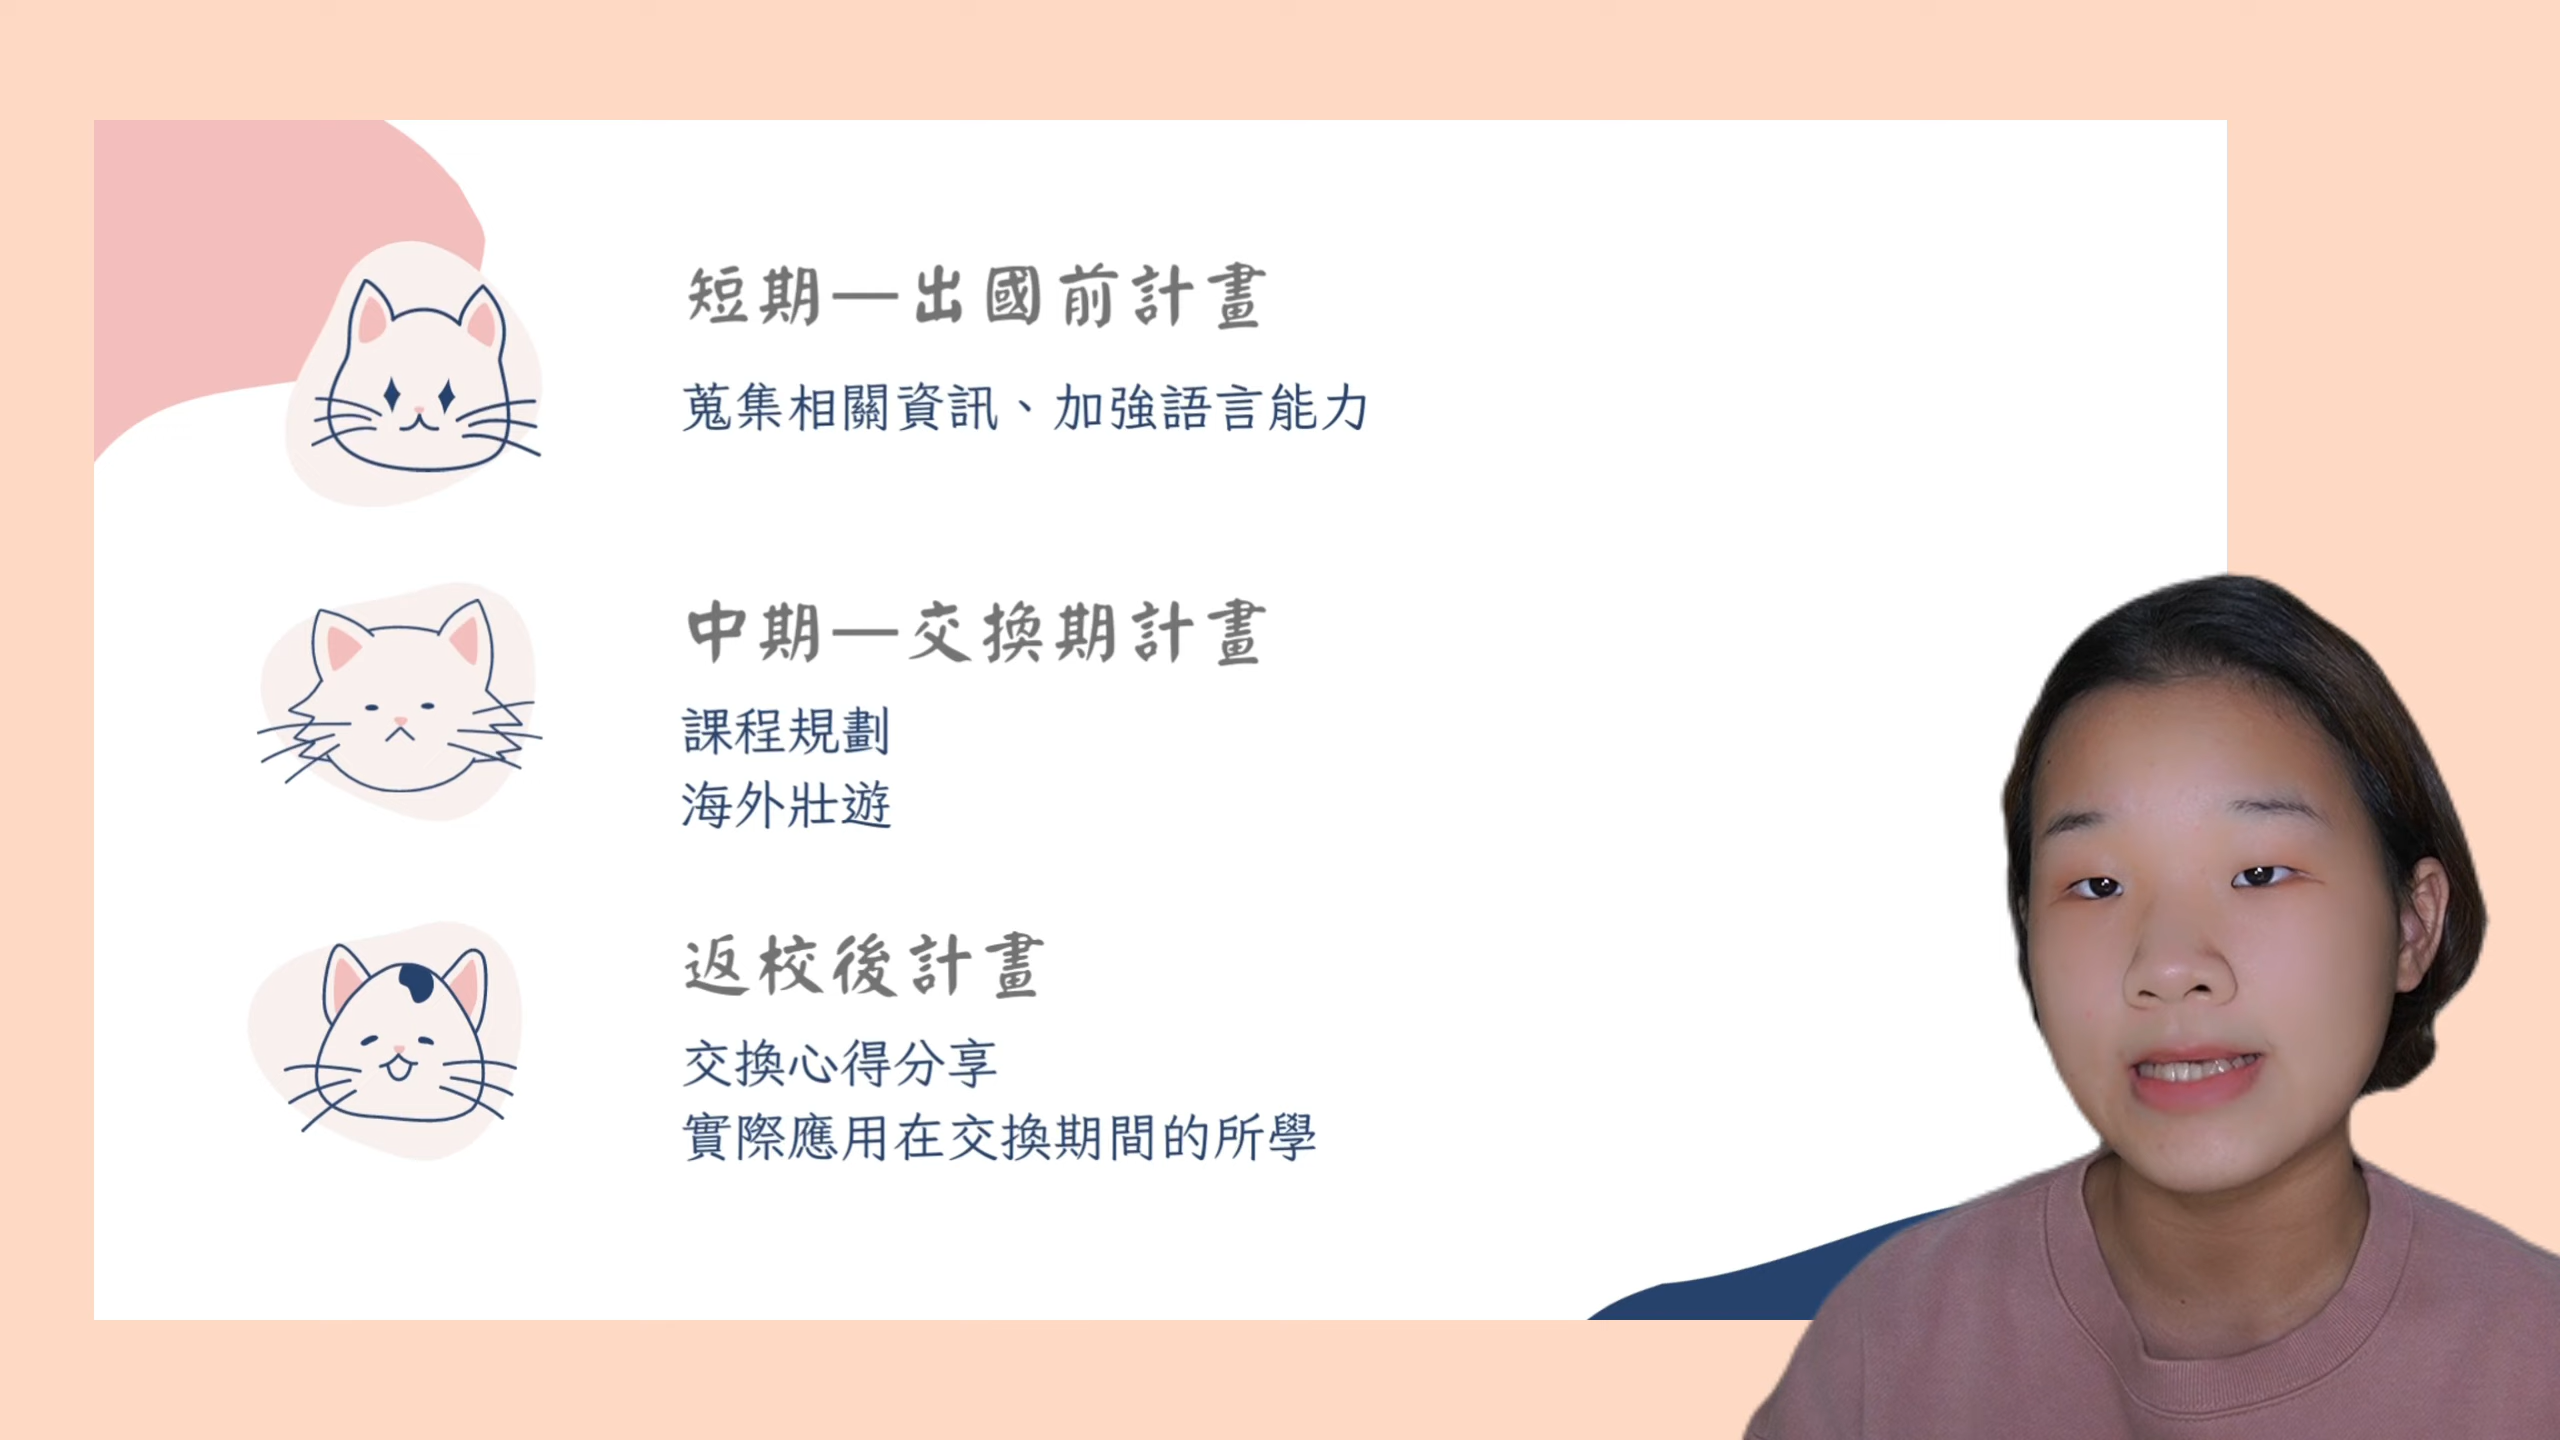 短期—出國前計畫
蒐集相關資訊、加強語言能力
中期—交換期計畫
課程規劃
海外壯遊
返校後計畫
交換心得分享
實際應用在交換期間的所學